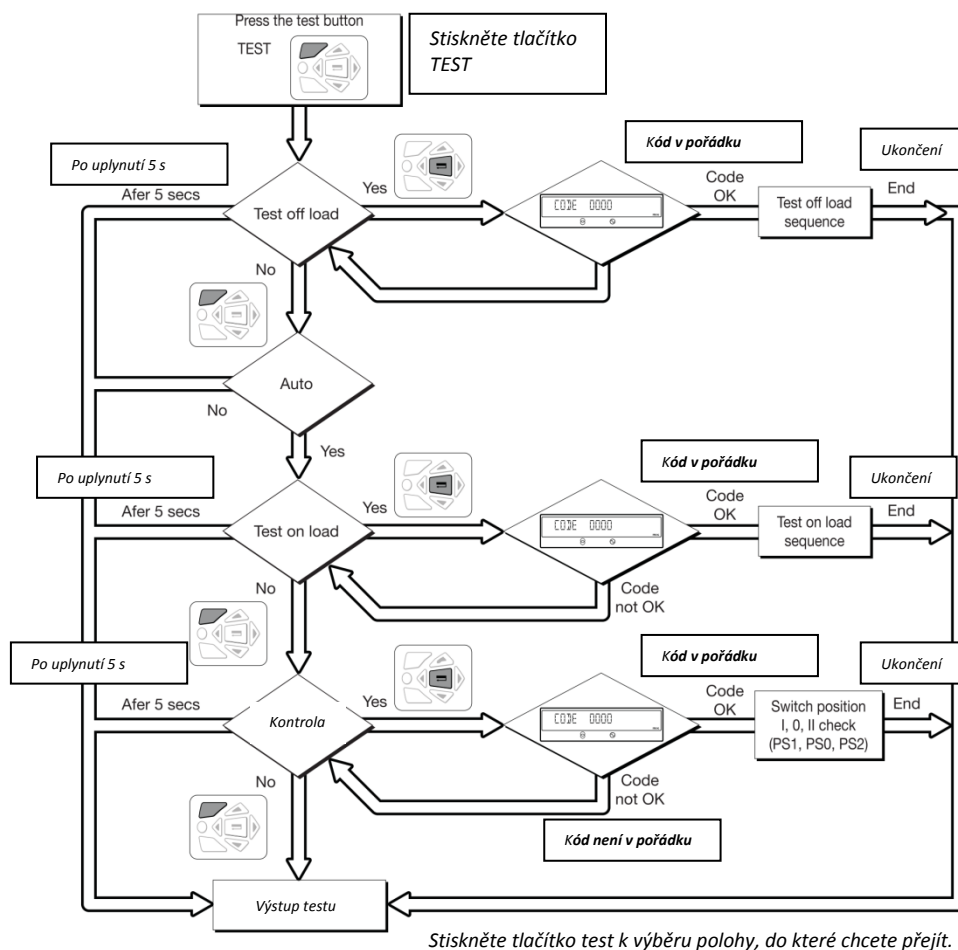 Press the test button
TEST
Stiskněte tlačítko
TEST
Po uplynutí 5 s
Kód v pořádku
Ukončení
Afer 5 secs
Yes
Code
OK
End
Test off load
CODE 0000
Test off load
sequence
No
Auto
No
Yes
Po uplynutí 5 s
Kód v pořádku
Ukončení
Afer 5 secs
Yes
Code
OK
End
Test on load
CODE 0000
Test on load
sequence
No
Code
not OK
Po uplynutí 5 s
Kód v pořádku
Ukončení
Afer 5 secs
Yes
Code
OK
End
Kontrola
CODE 0000
Switch position
I, 0, II check
(PS1, PS0, PS2)
No
Code
not OK
Kód není v pořádku
Výstup testu
Stiskněte tlačítko test k výběru polohy, do které chcete přejít.